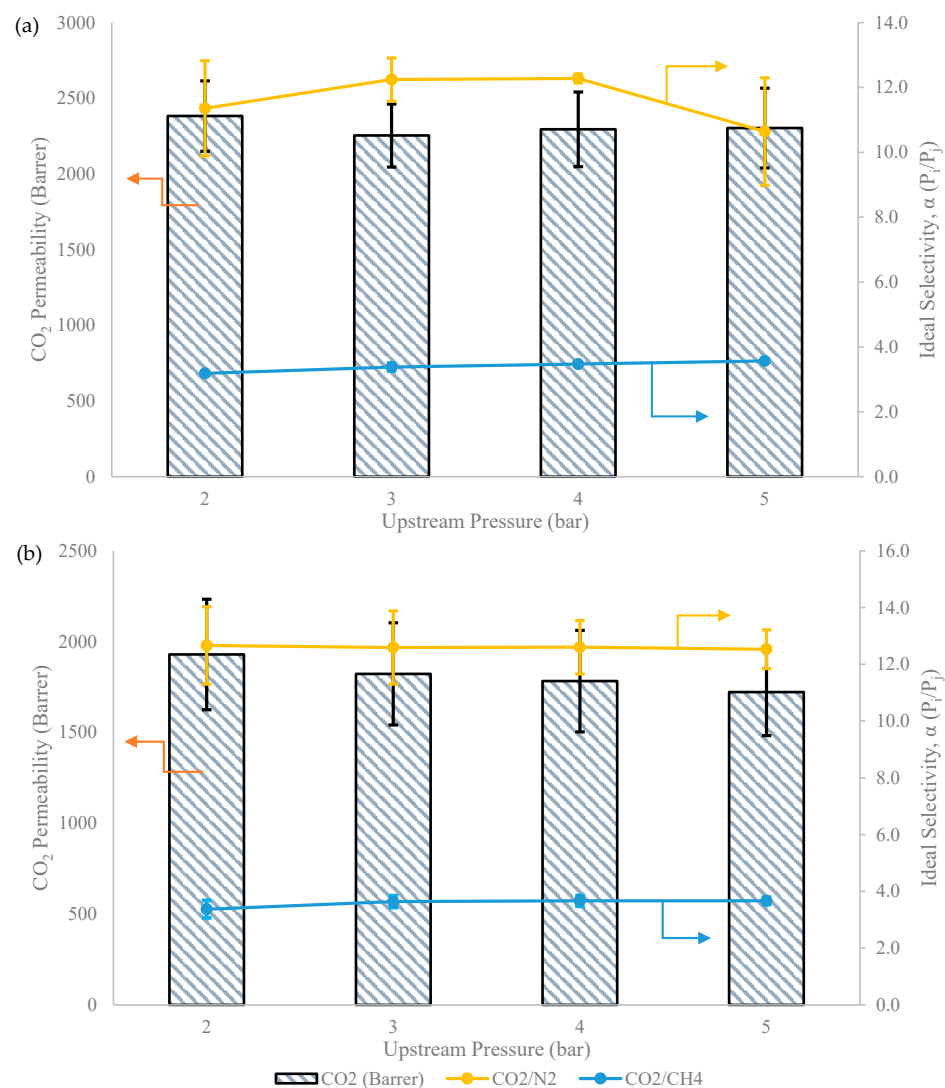 (a)
CO₂ Permeability (Barrer)
3000
2500
2000
1500
1000
500
0
14.0
12.0
10.0
8.0
6.0
4.0
2.0
0.0
Ideal Selectivity, α (Pᵢ/Pⱼ)
2 3 4 5
Upstream Pressure (bar)
(b)
CO₂ Permeability (Barrer)
2500
2000
1500
1000
500
0
16.0
14.0
12.0
10.0
8.0
6.0
4.0
2.0
0.0
Ideal Selectivity, α (Pᵢ/Pⱼ)
2 3 4 5
Upstream Pressure (bar)
CO2 (Barrer) CO2/N2 CO2/CH4